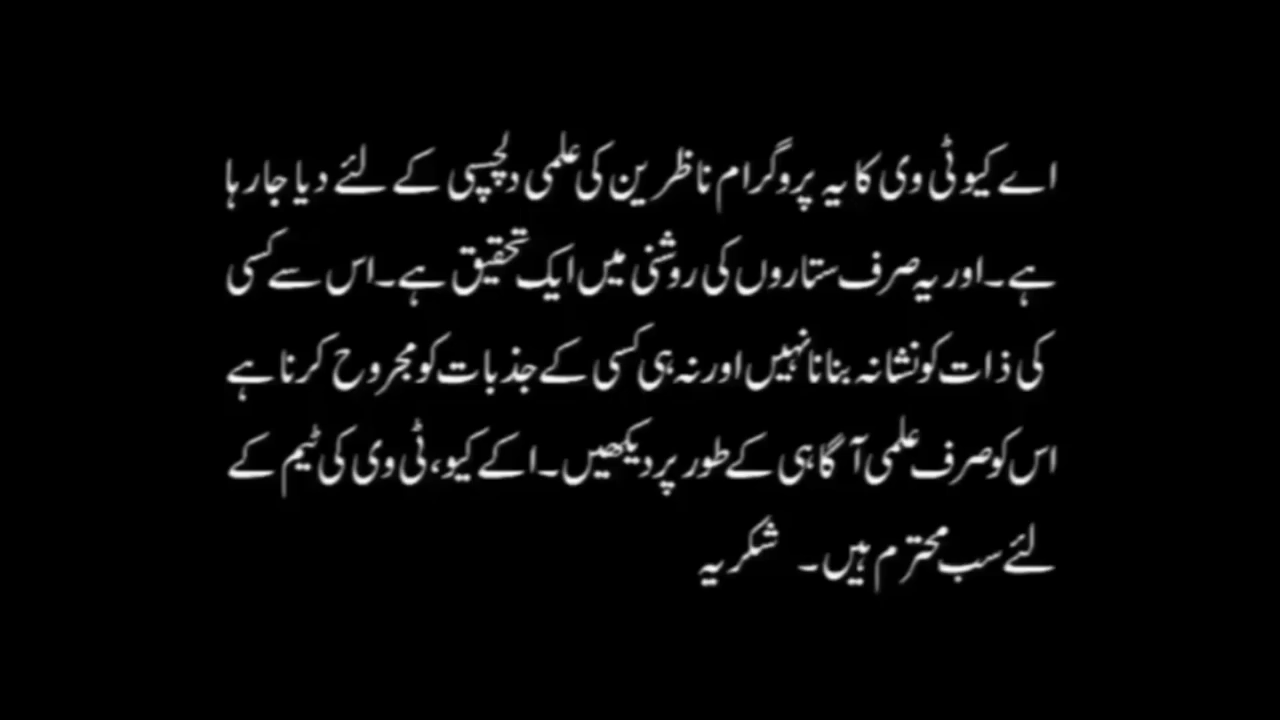 اے کیو ٹی وی کا یہ پروگرام ناظرین کی علمی دلچسپی کے لئے دیا جا رہا
ہے۔ اور یہ صرف ستاروں کی روشنی میں ایک تحقیق ہے۔ اس سے کسی
کی ذات کو نشانہ بنانا نہیں اور نہ ہی کسی کے جذبات کو مجروح کرنا ہے
اس کو صرف علمی آگاہی کے طور پر دیکھیں۔ اکے کیو، ٹی وی کی ٹیم کے
لئے سب محترم ہیں۔ شکریہ